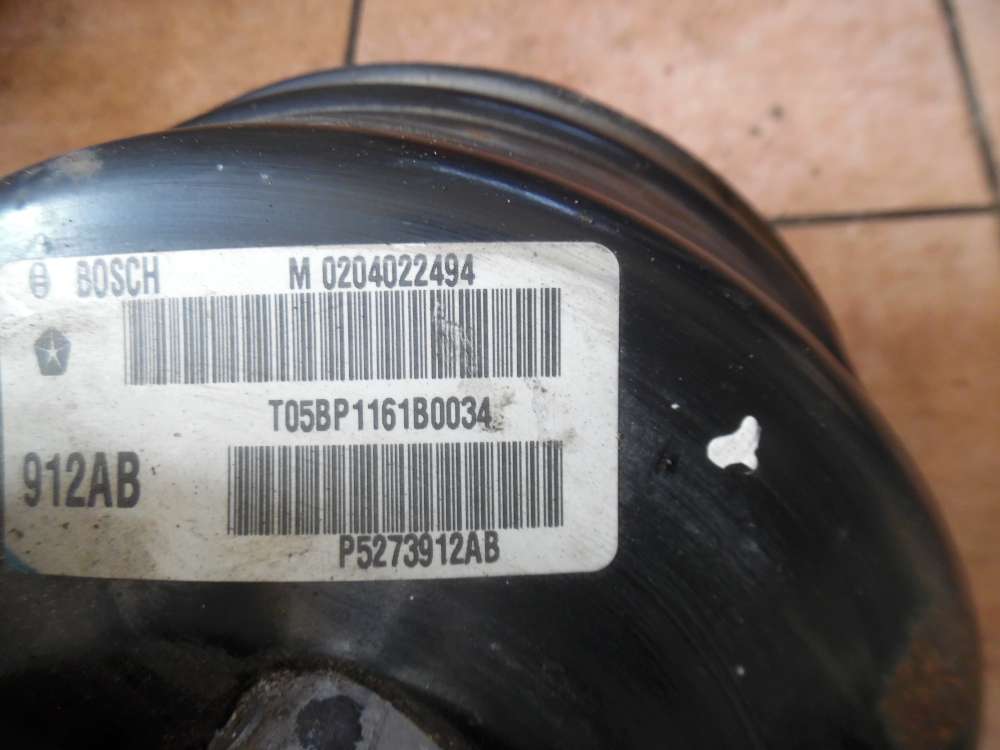 BOSCH M 0204022494
T05BP1161B0034
912AB
P5273912AB